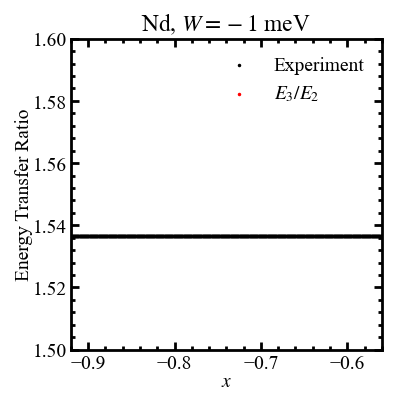 Nd, W = − 1 meV
Experiment
E3/E2
Energy Transfer Ratio
1.60
1.58
1.56
1.54
1.52
1.50
−0.9 −0.8 −0.7 −0.6
x